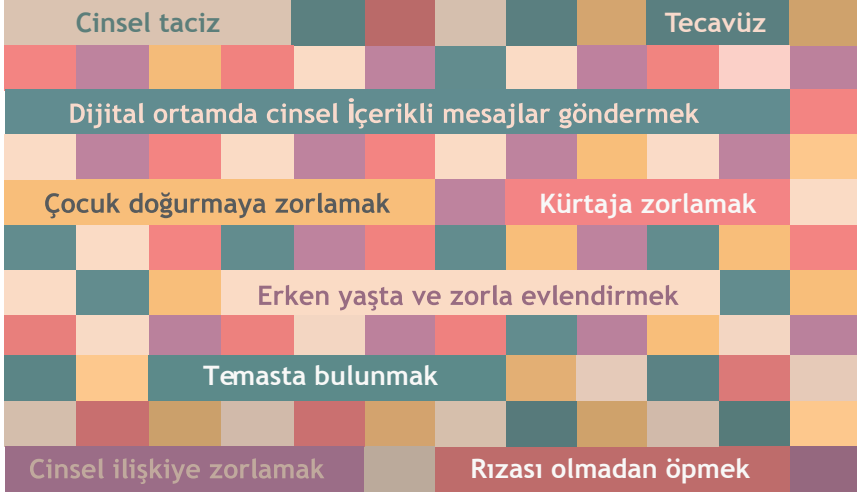 Cinsel taciz
Tecavüz
Dijital ortamda cinsel İçerikli mesajlar göndermek
Çocuk doğurmaya zorlamak
Kürtaja zorlamak
Erken yaşta ve zorla evlendirmek
Temasta bulunmak
Cinsel ilişkiye zorlamak
Rızası olmadan öpmek